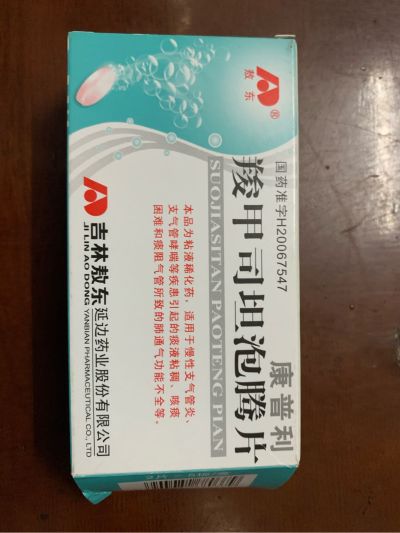 敖东
®
国药准字H20067547
康普利
羧甲司坦泡腾片
SUOJIASITAN PAOTENG PIAN
本品为粘液稀化药、适用于慢性支气管炎、
支气管哮喘等疾患引起的痰液粘稠、咳痰
困难和痰阻气管所致的肺通气功能不全等。
吉林敖东延边药业股份有限公司
JI LIN AO DONG YANBIAN PHARMACEUTICAL CO., LTD